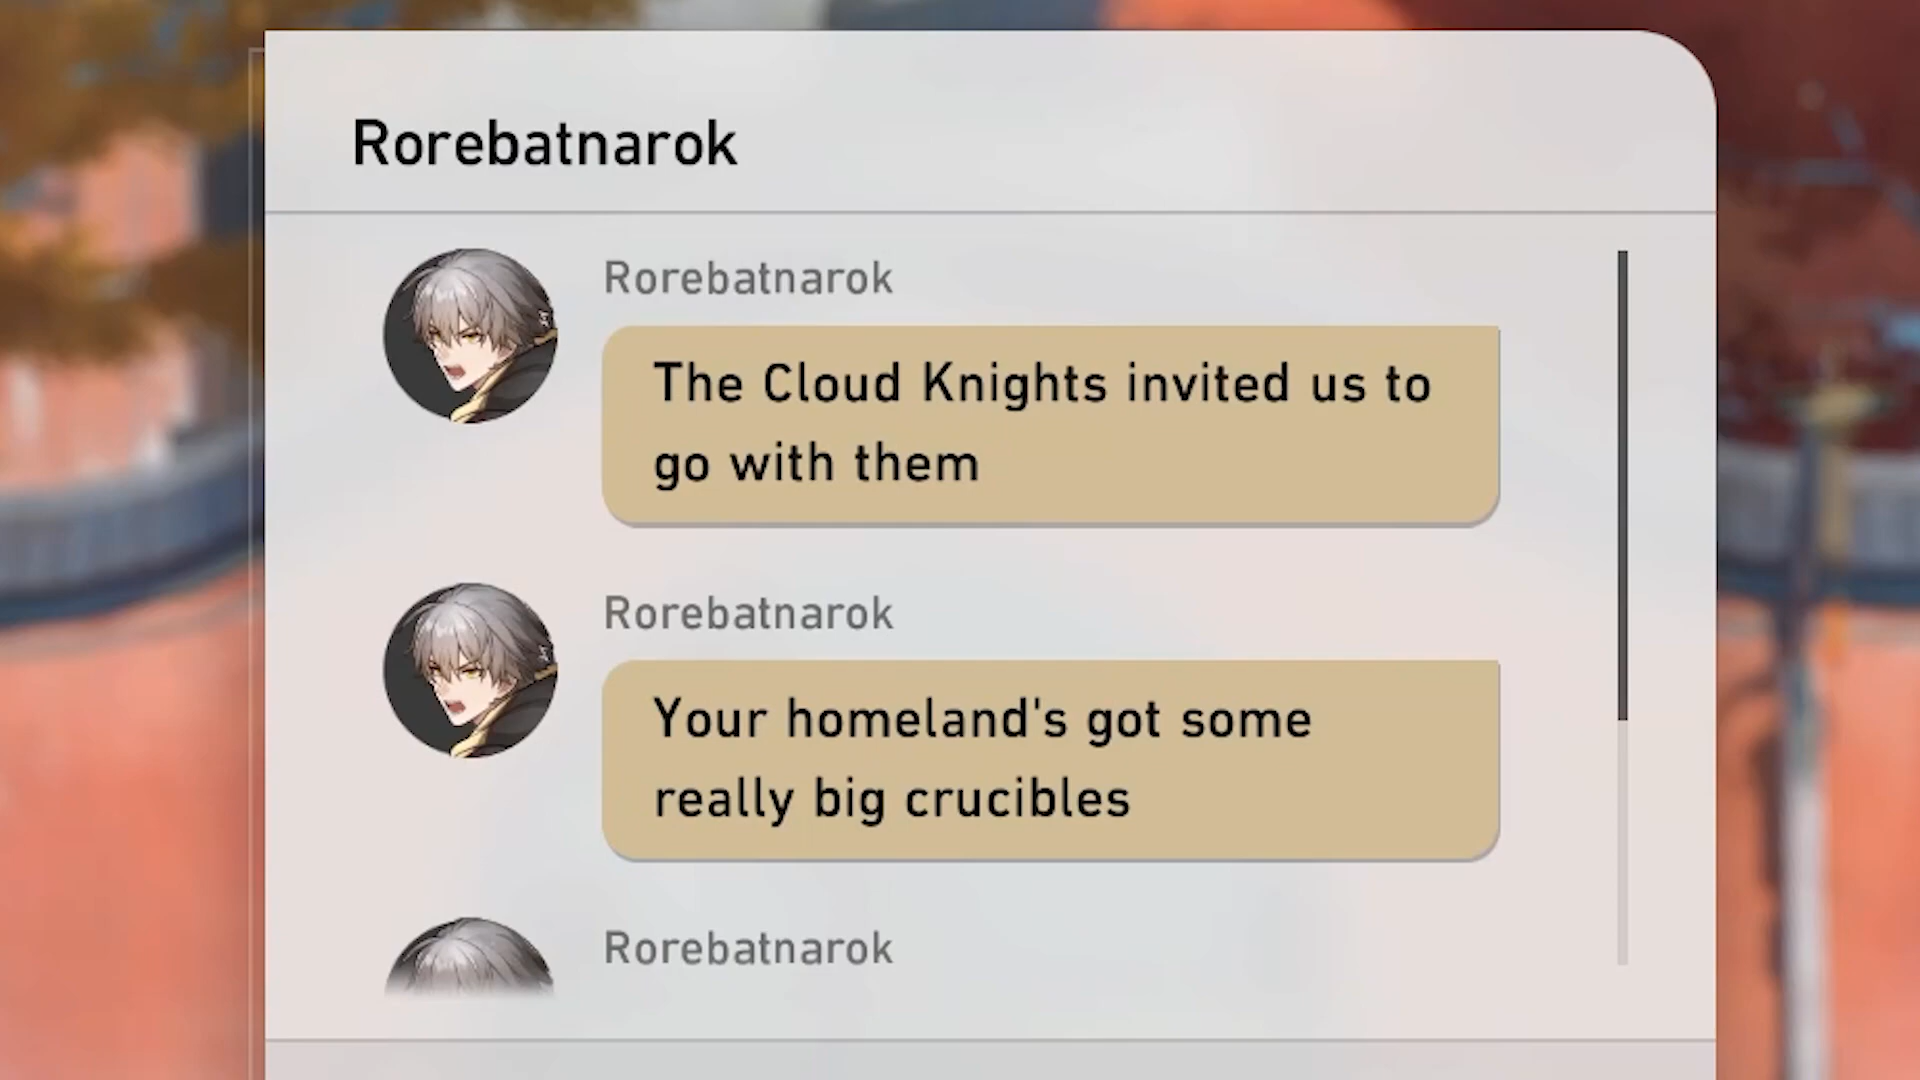 Rorebatnarok
Rorebatnarok
The Cloud Knights invited us to
go with them
Rorebatnarok
Your homeland's got some
really big crucibles
Rorebatnarok